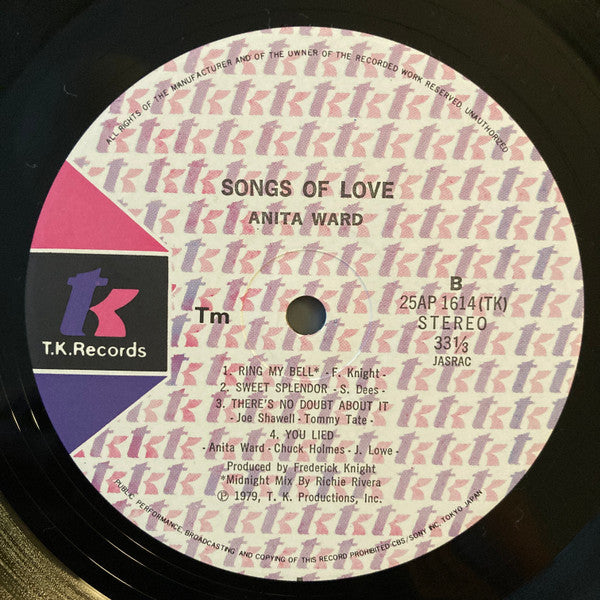 ALL RIGHTS OF THE MANUFACTURER AND OF THE OWNER OF THE RECORDED WORK RESERVED. UNAUTHORIZED
SONGS OF LOVE
ANITA WARD
B
25AP 1614(TK)
STEREO
33⅓
JASRAC
Tm
tk
T.K.Records
1. RING MY BELL* - F. Knight -
2. SWEET SPLENDOR - S. Dees -
3. THERE'S NO DOUBT ABOUT IT
- Joe Shawell - Tommy Tate -
4. YOU LIED
- Anita Ward - Chuck Holmes - J. Lowe -
Produced by Frederick Knight
*Midnight Mix By Richie Rivera
℗ 1979, T. K. Productions, Inc.
PUBLIC PERFORMANCE, BROADCASTING AND COPYING OF THIS RECORD PROHIBITED·CBS/SONY INC. TOKYO JAPAN